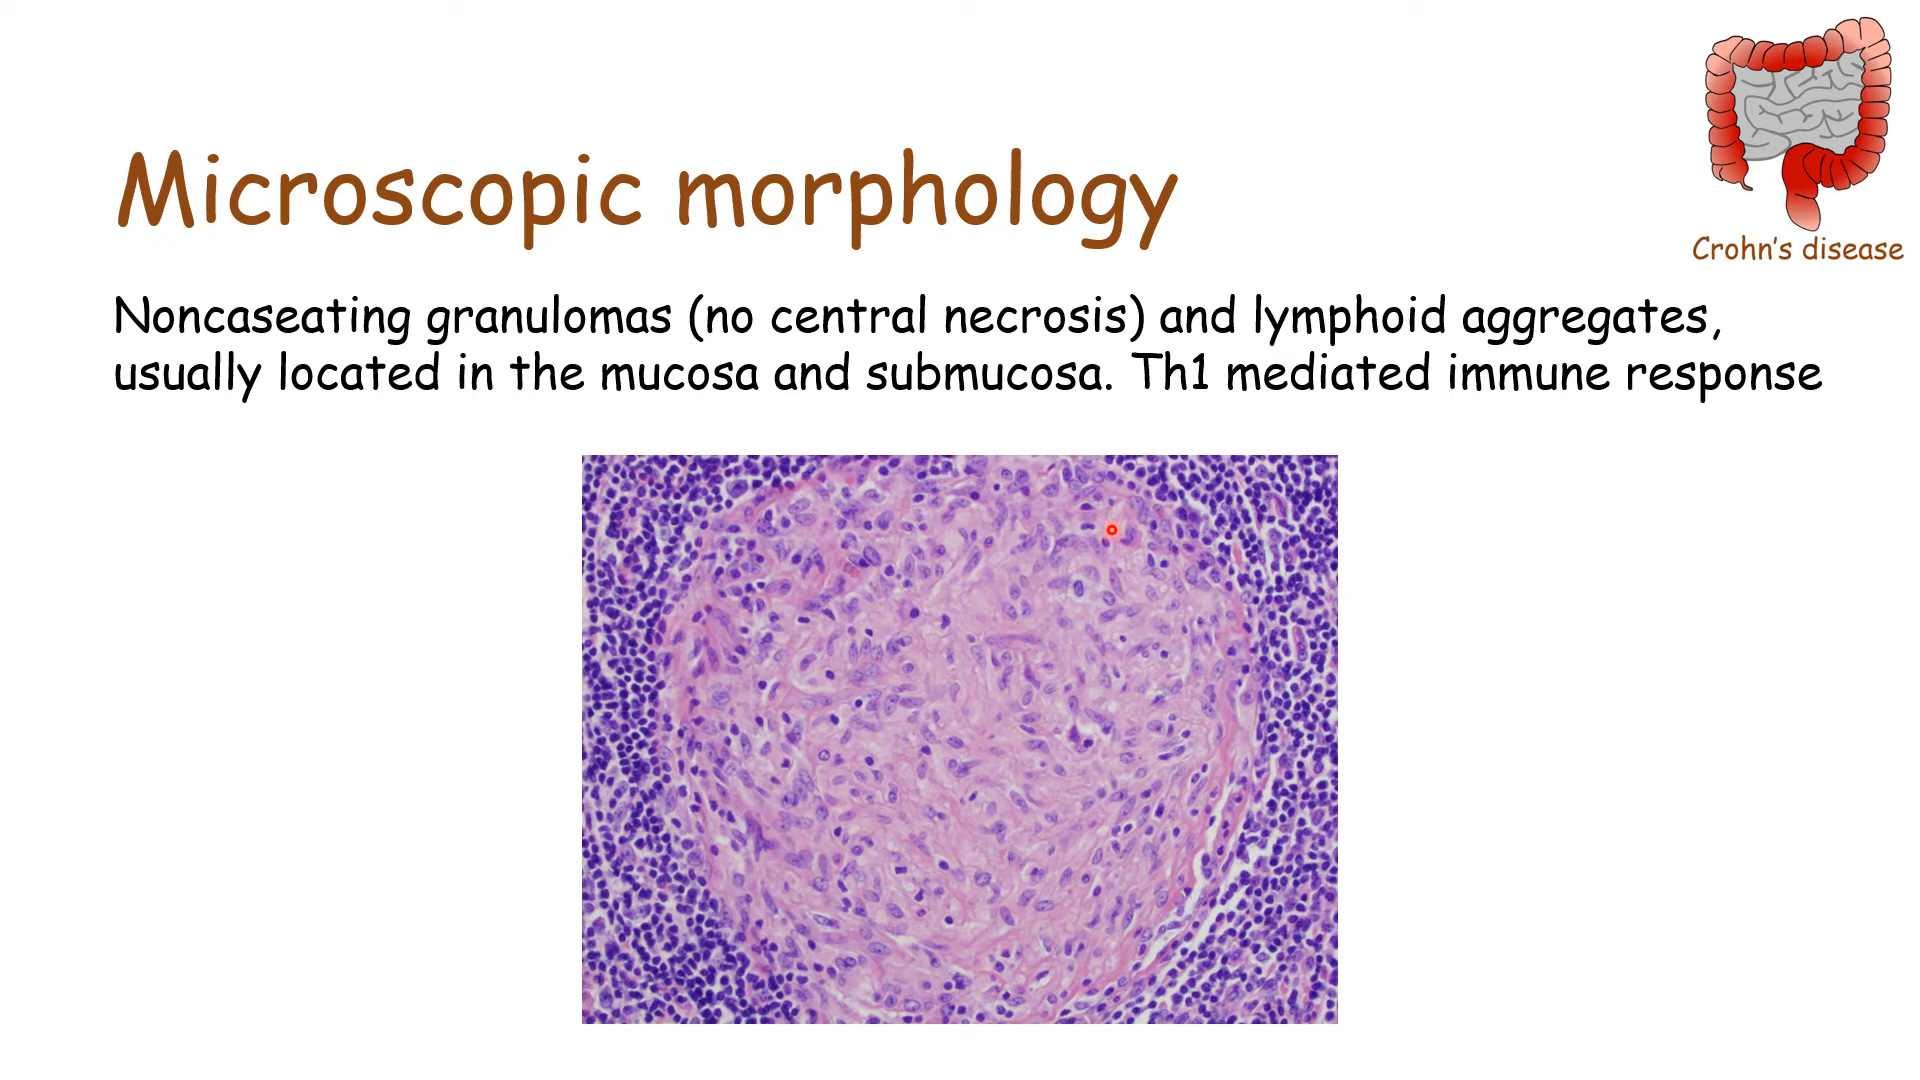 Crohn's disease
Microscopic morphology
Noncaseating granulomas (no central necrosis) and lymphoid aggregates,
usually located in the mucosa and submucosa. Th1 mediated immune response